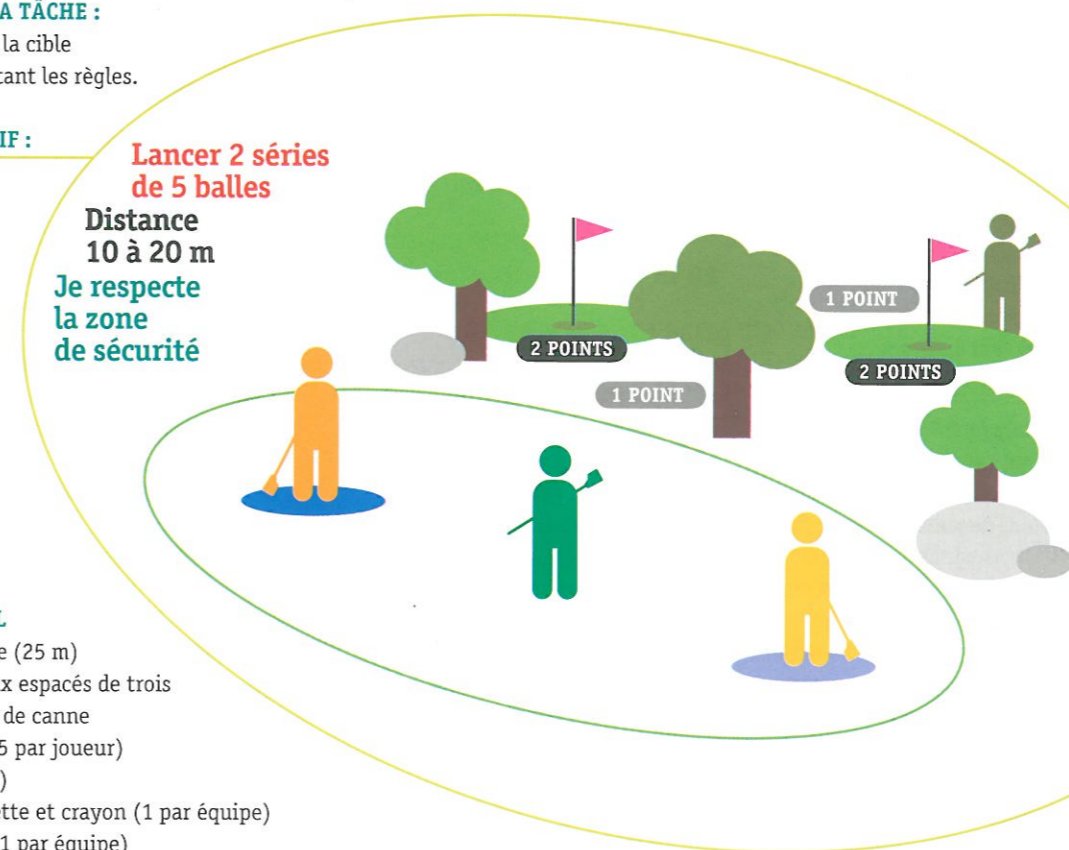 A TÂCHE :
la cible
tant les règles.
IF :
Lancer 2 séries
de 5 balles
Distance
10 à 20 m
Je respecte
la zone
de sécurité
1 POINT
2 POINTS
2 POINTS
1 POINT
L
e (25 m)
x espacés de trois
de canne
5 par joueur)
)
ette et crayon (1 par équipe)
1 par équipe)